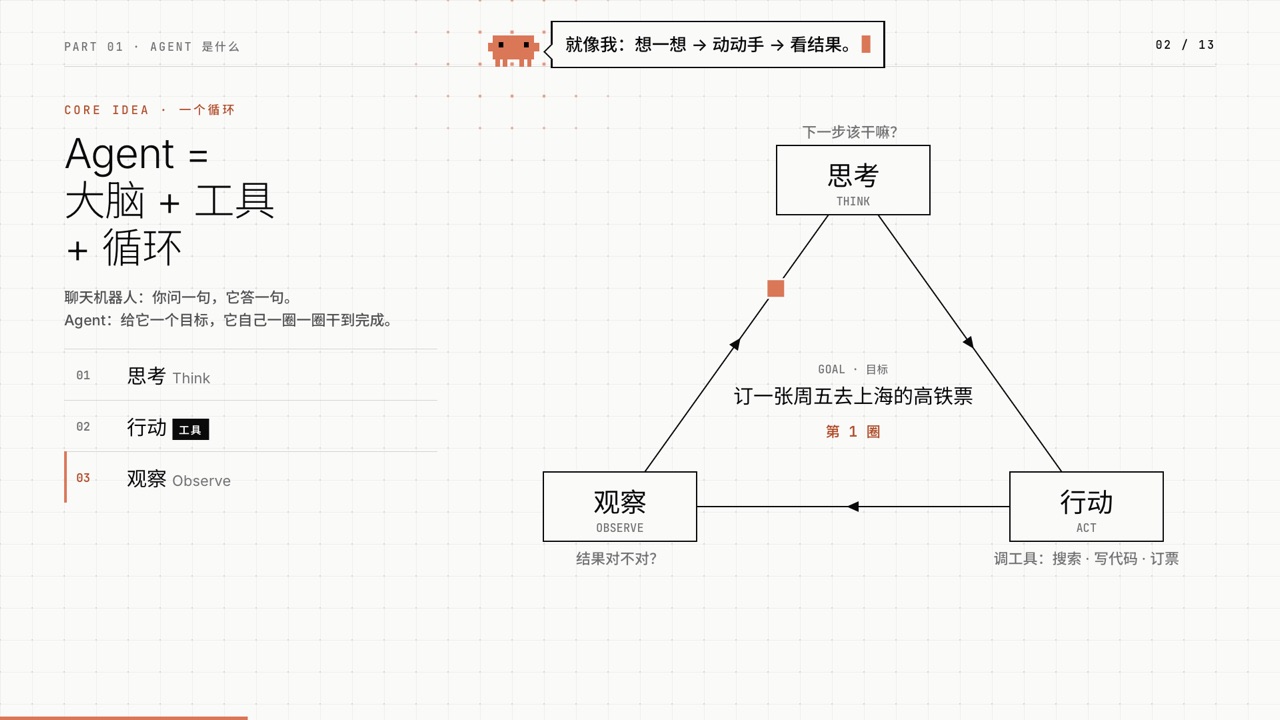 PART 01 · AGENT 是什么
就像我：想一想 → 动动手 → 看结果。
02 / 13
CORE IDEA · 一个循环
Agent =
大脑 + 工具
+ 循环
聊天机器人：你问一句，它答一句。
Agent：给它一个目标，它自己一圈一圈干到完成。
01 思考 Think
02 行动 工具
03 观察 Observe
下一步该干嘛？
思考
THINK
GOAL · 目标
订一张周五去上海的高铁票
第 1 圈
观察
OBSERVE
结果对不对？
行动
ACT
调工具：搜索 · 写代码 · 订票